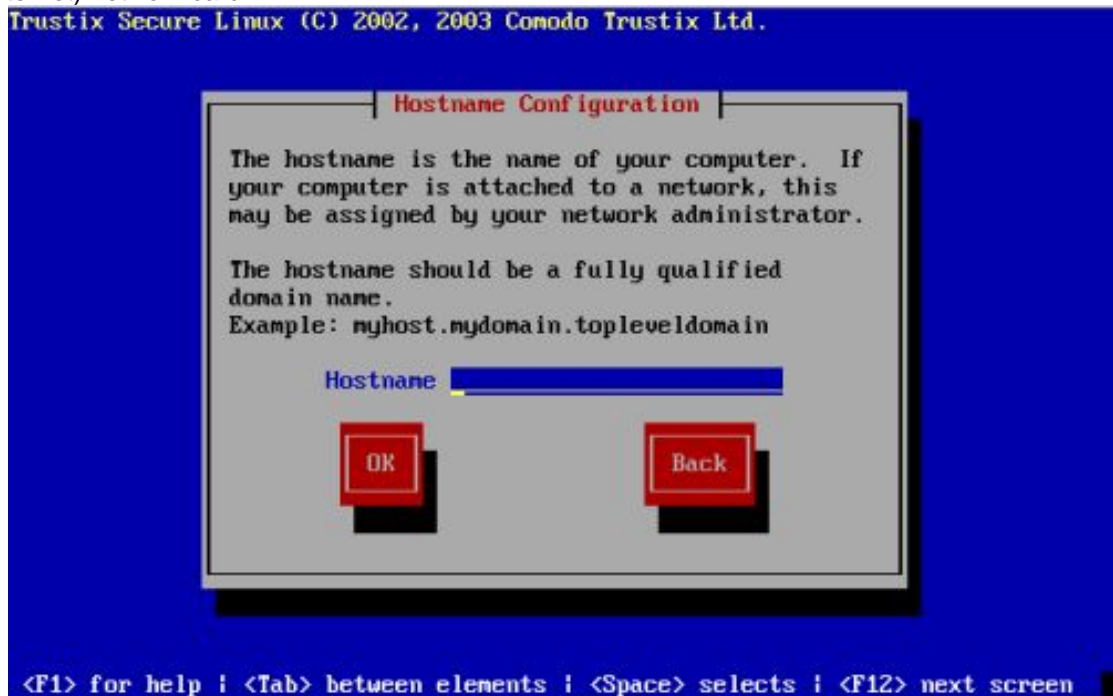 Trustix Secure Linux (C) 2002, 2003 Comodo Trustix Ltd.
Hostname Configuration
The hostname is the name of your computer. If
your computer is attached to a network, this
may be assigned by your network administrator.
The hostname should be a fully qualified
domain name.
Example: myhost.mydomain.topleveldomain
Hostname
OK Back
<F1> for help | <Tab> between elements | <Space> selects | <F12> next screen